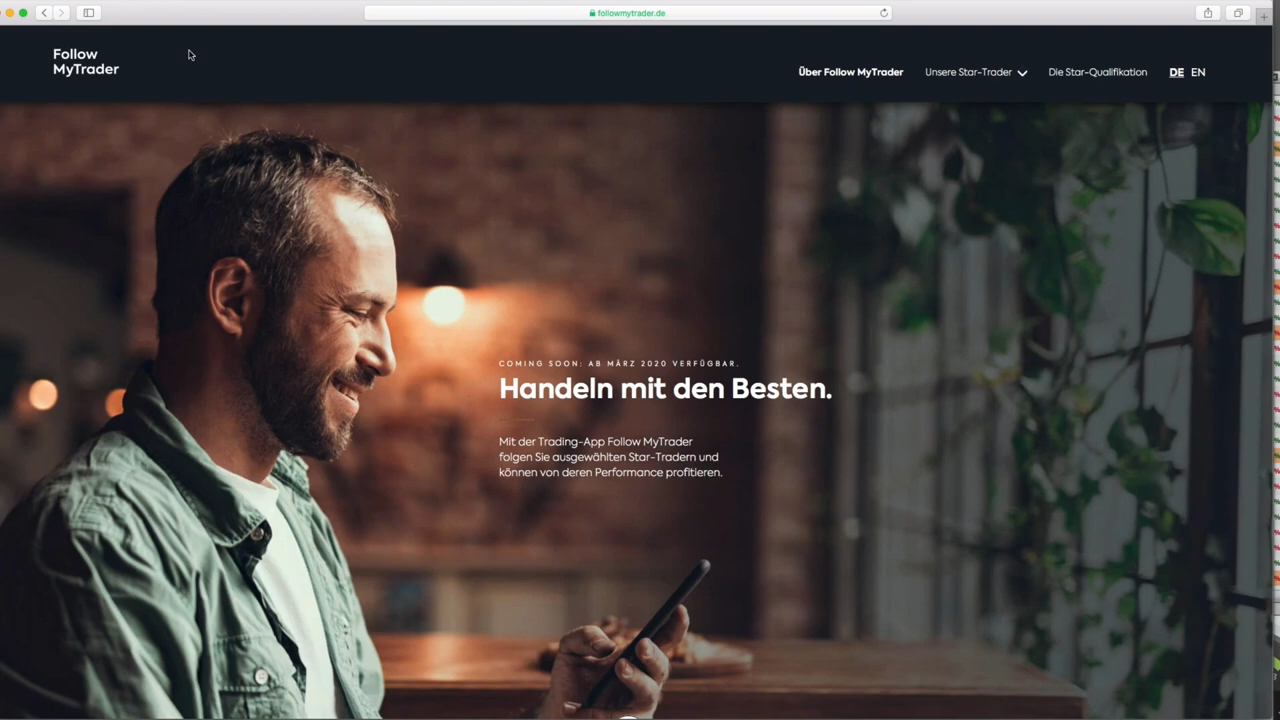 followmytrader.de
Follow
MyTrader
Über Follow MyTrader
Unsere Star-Trader
Die Star-Qualifikation
DE EN
COMING SOON: AB MÄRZ 2020 VERFÜGBAR.
Handeln mit den Besten.
Mit der Trading-App Follow MyTrader
folgen Sie ausgewählten Star-Tradern und
können von deren Performance profitieren.